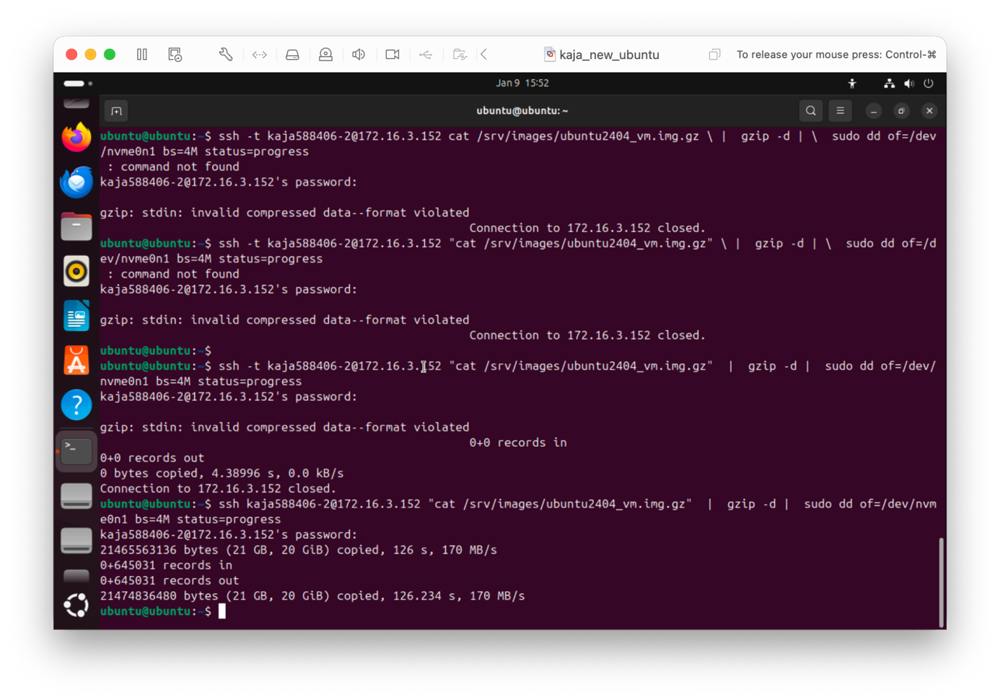 kaja_new_ubuntu
To release your mouse press: Control-⌘
Jan 9 15:52
ubuntu@ubuntu: ~
ubuntu@ubuntu:~$ ssh -t kaja588406-2@172.16.3.152 cat /srv/images/ubuntu2404_vm.img.gz \ |  gzip -d | \  sudo dd of=/dev
/nvme0n1 bs=4M status=progress
 : command not found
kaja588406-2@172.16.3.152's password:
gzip: stdin: invalid compressed data--format violated
Connection to 172.16.3.152 closed.
ubuntu@ubuntu:~$ ssh -t kaja588406-2@172.16.3.152 "cat /srv/images/ubuntu2404_vm.img.gz" \ |  gzip -d | \  sudo dd of=/d
ev/nvme0n1 bs=4M status=progress
 : command not found
kaja588406-2@172.16.3.152's password:
gzip: stdin: invalid compressed data--format violated
Connection to 172.16.3.152 closed.
ubuntu@ubuntu:~$
ubuntu@ubuntu:~$ ssh -t kaja588406-2@172.16.3.152 "cat /srv/images/ubuntu2404_vm.img.gz"  |  gzip -d |  sudo dd of=/dev/
nvme0n1 bs=4M status=progress
kaja588406-2@172.16.3.152's password:
gzip: stdin: invalid compressed data--format violated
0+0 records in
0+0 records out
0 bytes copied, 4.38996 s, 0.0 kB/s
Connection to 172.16.3.152 closed.
ubuntu@ubuntu:~$ ssh kaja588406-2@172.16.3.152 "cat /srv/images/ubuntu2404_vm.img.gz"  |  gzip -d |  sudo dd of=/dev/nvm
e0n1 bs=4M status=progress
kaja588406-2@172.16.3.152's password:
21465563136 bytes (21 GB, 20 GiB) copied, 126 s, 170 MB/s
0+645031 records in
0+645031 records out
21474836480 bytes (21 GB, 20 GiB) copied, 126.234 s, 170 MB/s
ubuntu@ubuntu:~$